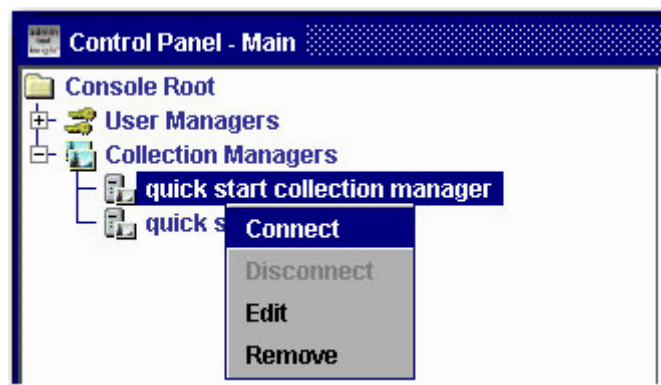 Control Panel - Main
Console Root
User Managers
Collection Managers
quick start collection manager
quick s
Connect
Disconnect
Edit
Remove